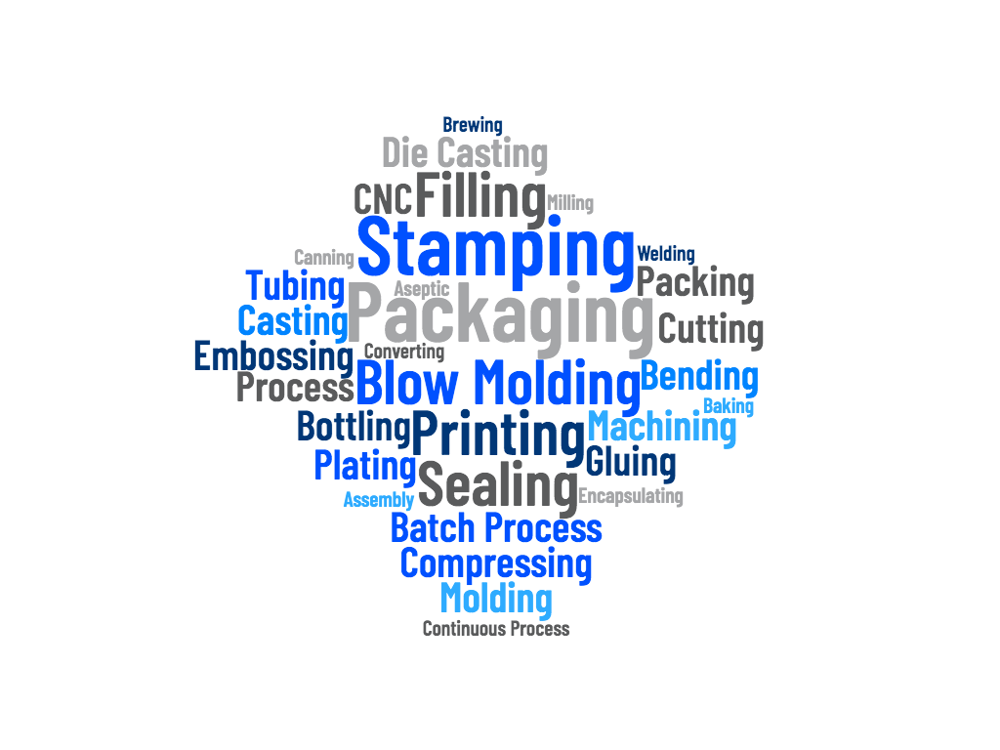 Brewing
Die Casting
CNC Filling Milling
Stamping
Canning
Welding
Tubing
Aseptic
Packing
Packaging
Casting
Cutting
Embossing
Converting
Process
Blow Molding
Bending
Baking
Bottling
Printing
Machining
Plating
Sealing
Gluing
Assembly
Encapsulating
Batch Process
Compressing
Molding
Continuous Process